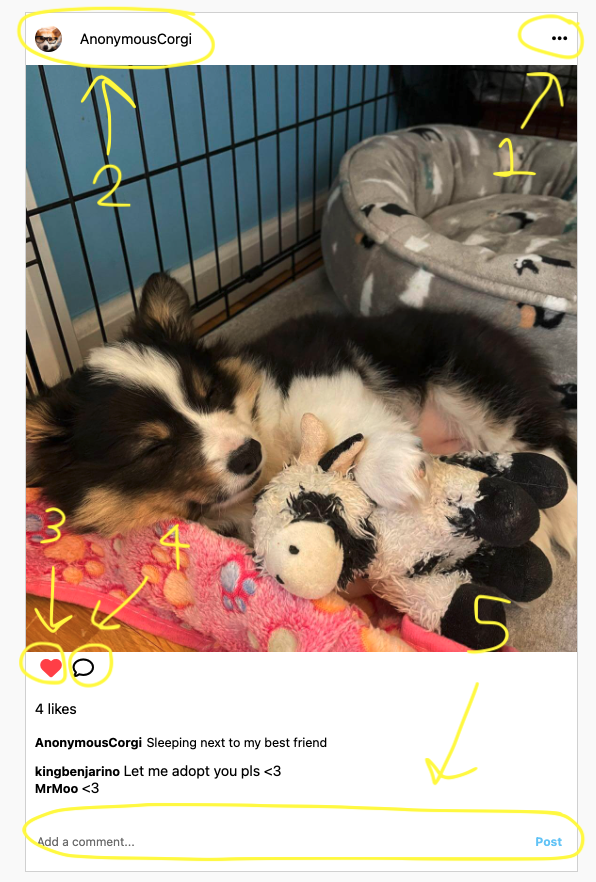 AnonymousCorgi
1
2
3
4
5
4 likes
AnonymousCorgi Sleeping next to my best friend
kingbenjarino Let me adopt you pls <3
MrMoo <3
Add a comment... Post